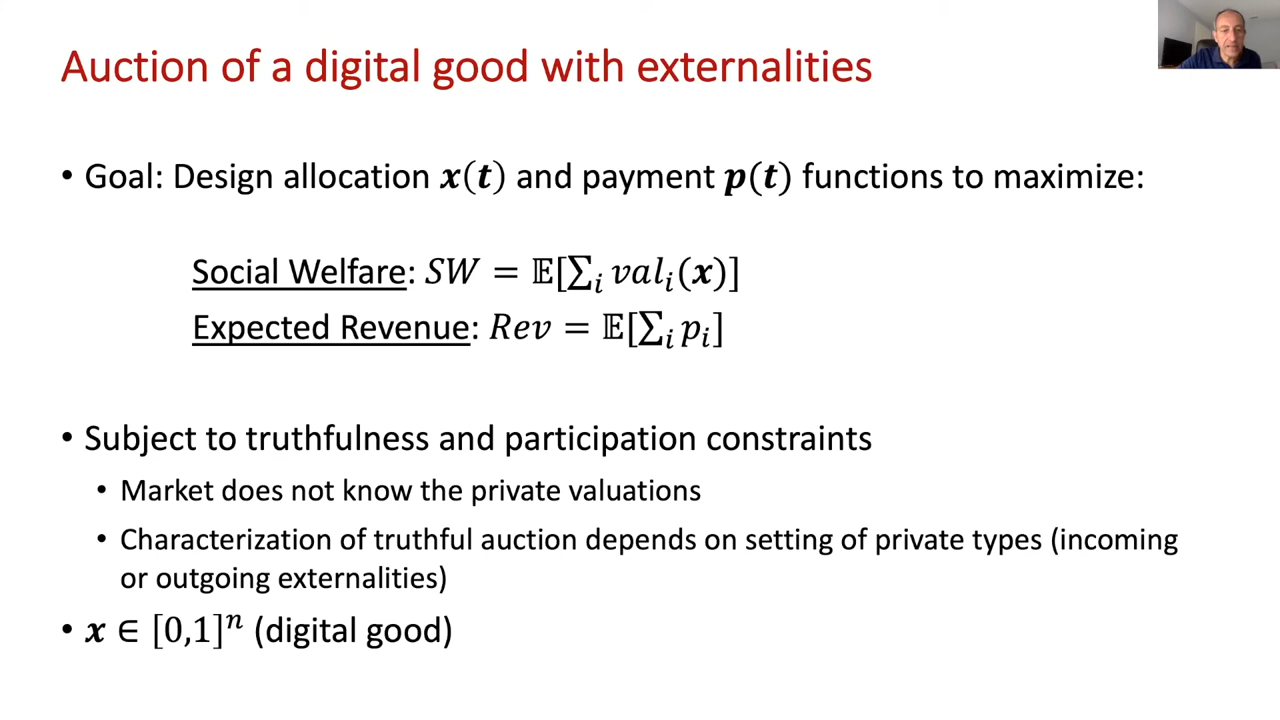 Auction of a digital good with externalities
• Goal: Design allocation x(t) and payment p(t) functions to maximize:
Social Welfare: SW = 𝔼[∑ᵢ valᵢ(x)]
Expected Revenue: Rev = 𝔼[∑ᵢ pᵢ]
• Subject to truthfulness and participation constraints
• Market does not know the private valuations
• Characterization of truthful auction depends on setting of private types (incoming
or outgoing externalities)
• x ∈ [0,1]ⁿ (digital good)